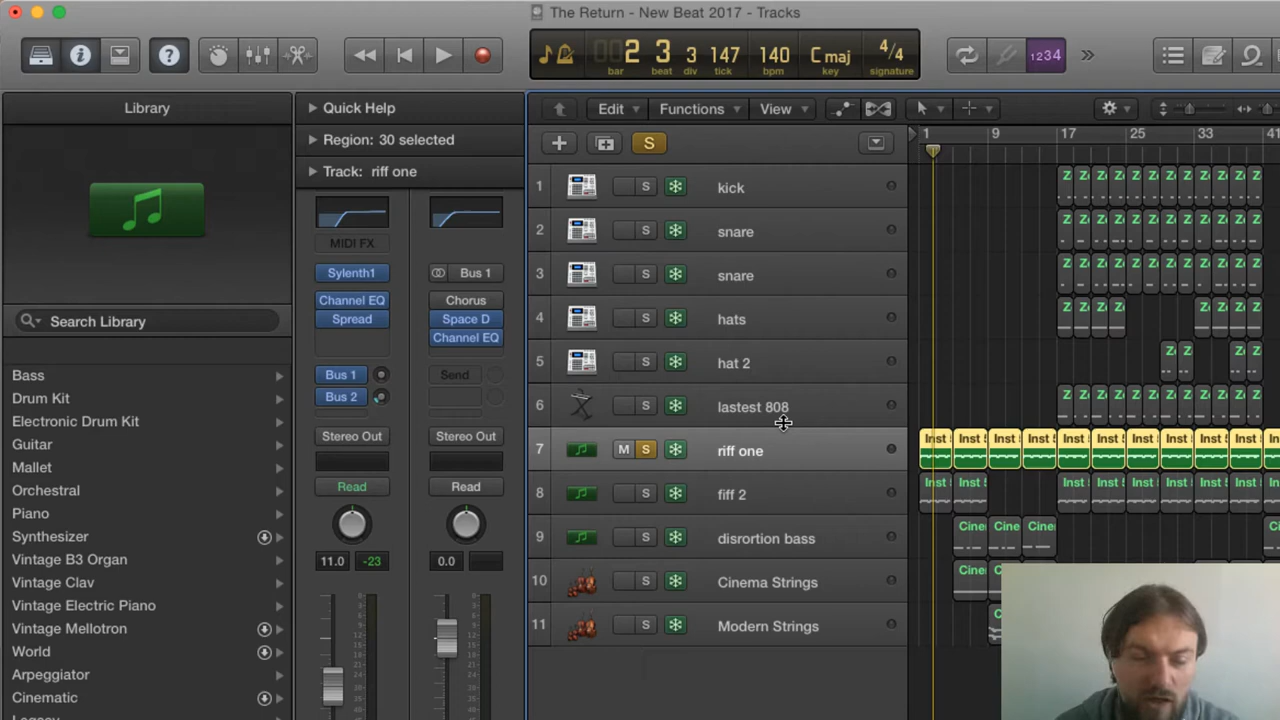 The Return - New Beat 2017 - Tracks
002 3 3 147 140 C maj 4/4
bar beat div tick bpm key signature
1234
Library
Quick Help
Edit Functions View
Region: 30 selected
S
1 9 17 25 33 41
Track: riff one
MIDI FX
Sylenth1 Bus 1
Channel EQ Chorus
Spread Space D
Channel EQ
Bus 1 Send
Bus 2
Stereo Out Stereo Out
Read Read
11.0 -23 0.0
Search Library
Bass
Drum Kit
Electronic Drum Kit
Guitar
Mallet
Orchestral
Piano
Synthesizer
Vintage B3 Organ
Vintage Clav
Vintage Electric Piano
Vintage Mellotron
World
Arpeggiator
Cinematic
1 S kick
2 S snare
3 S snare
4 S hats
5 S hat 2
6 S lastest 808
7 M S riff one
8 S fiff 2
9 S disrortion bass
10 S Cinema Strings
11 S Modern Strings